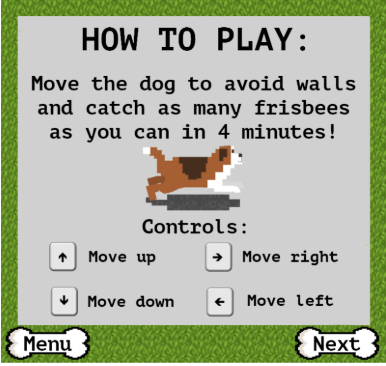 HOW TO PLAY:
Move the dog to avoid walls
and catch as many frisbees
as you can in 4 minutes!
Controls:
↑ Move up
→ Move right
↓ Move down
← Move left
Menu
Next